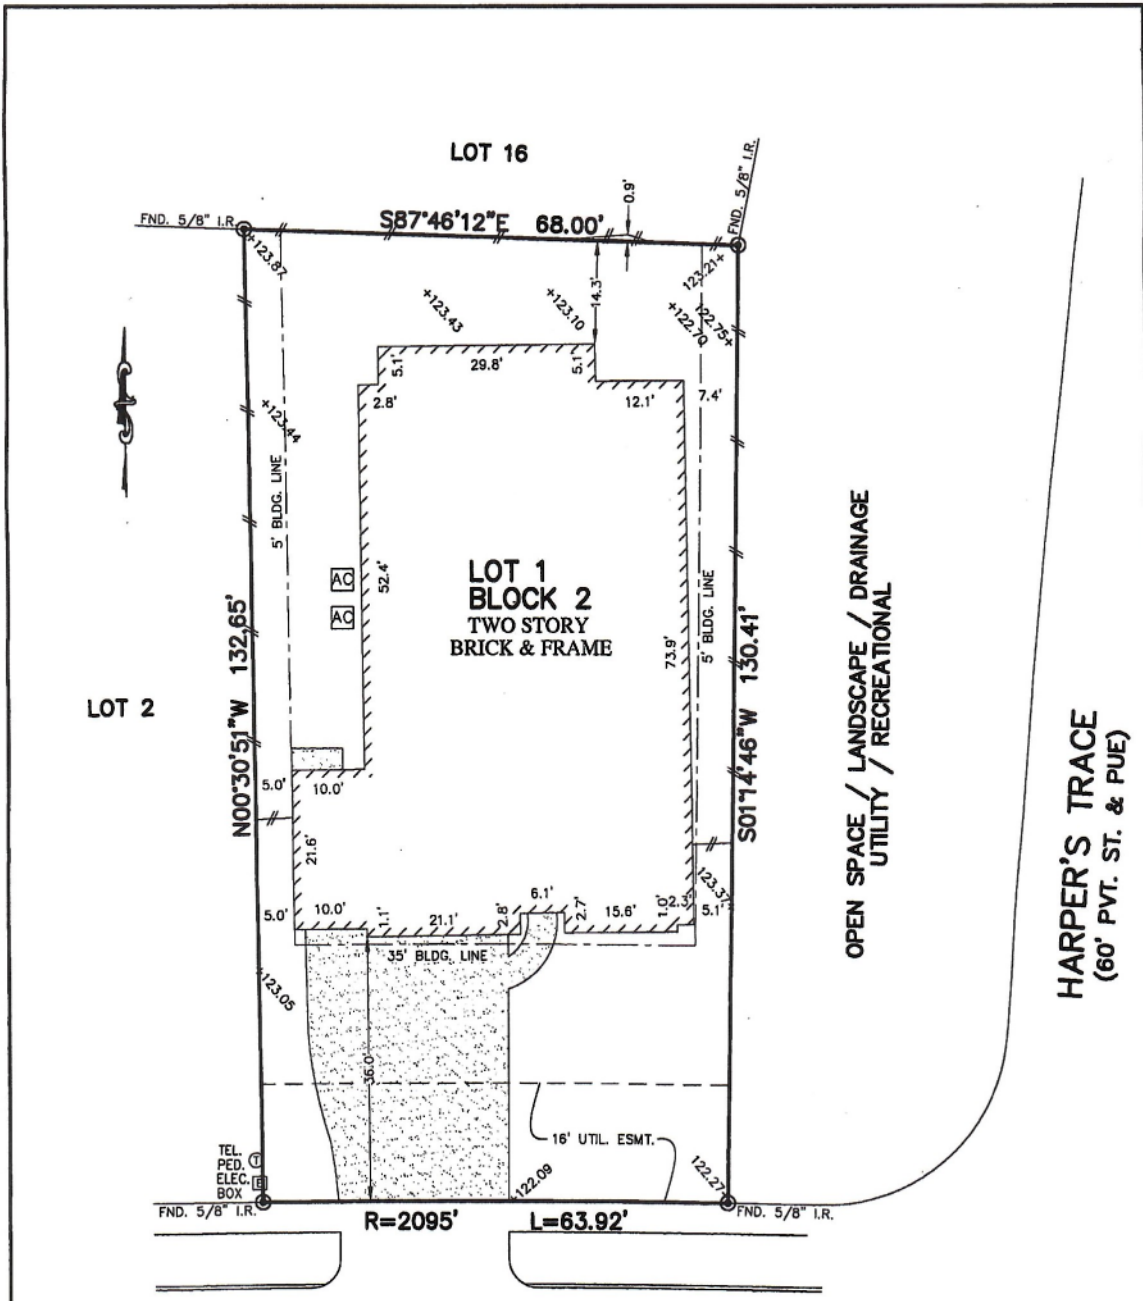 LOT 16
0.9'
FND. 5/8" I.R.
FND. 5/8" I.R.
S87°46'12"E 68.00'
+123.87
123.21+
+123.43
+123.10
14.3'
+122.70
122.75+
5.1'
29.8'
5.1'
2.8'
12.1'
7.4'
+123.44
5' BLDG. LINE
AC
AC
52.4'
LOT 1
BLOCK 2
TWO STORY
BRICK & FRAME
73.9'
5' BLDG. LINE
N00°30'51"W 132.65'
S01°14'46"W 130.41'
LOT 2
OPEN SPACE / LANDSCAPE / DRAINAGE
UTILITY / RECREATIONAL
HARPER'S TRACE
(60' PVT. ST. & PUE)
5.0'
10.0'
21.6'
5.0'
10.0'
1.1'
21.1'
2.8'
6.1'
2.7'
15.6'
1.0'
2.3'
5.1'
123.37+
35' BLDG. LINE
+123.05
36.0'
16' UTIL. ESMT.
TEL.
PED.
T
ELEC.
E
BOX
+122.09
122.27+
FND. 5/8" I.R.
FND. 5/8" I.R.
R=2095' L=63.92'